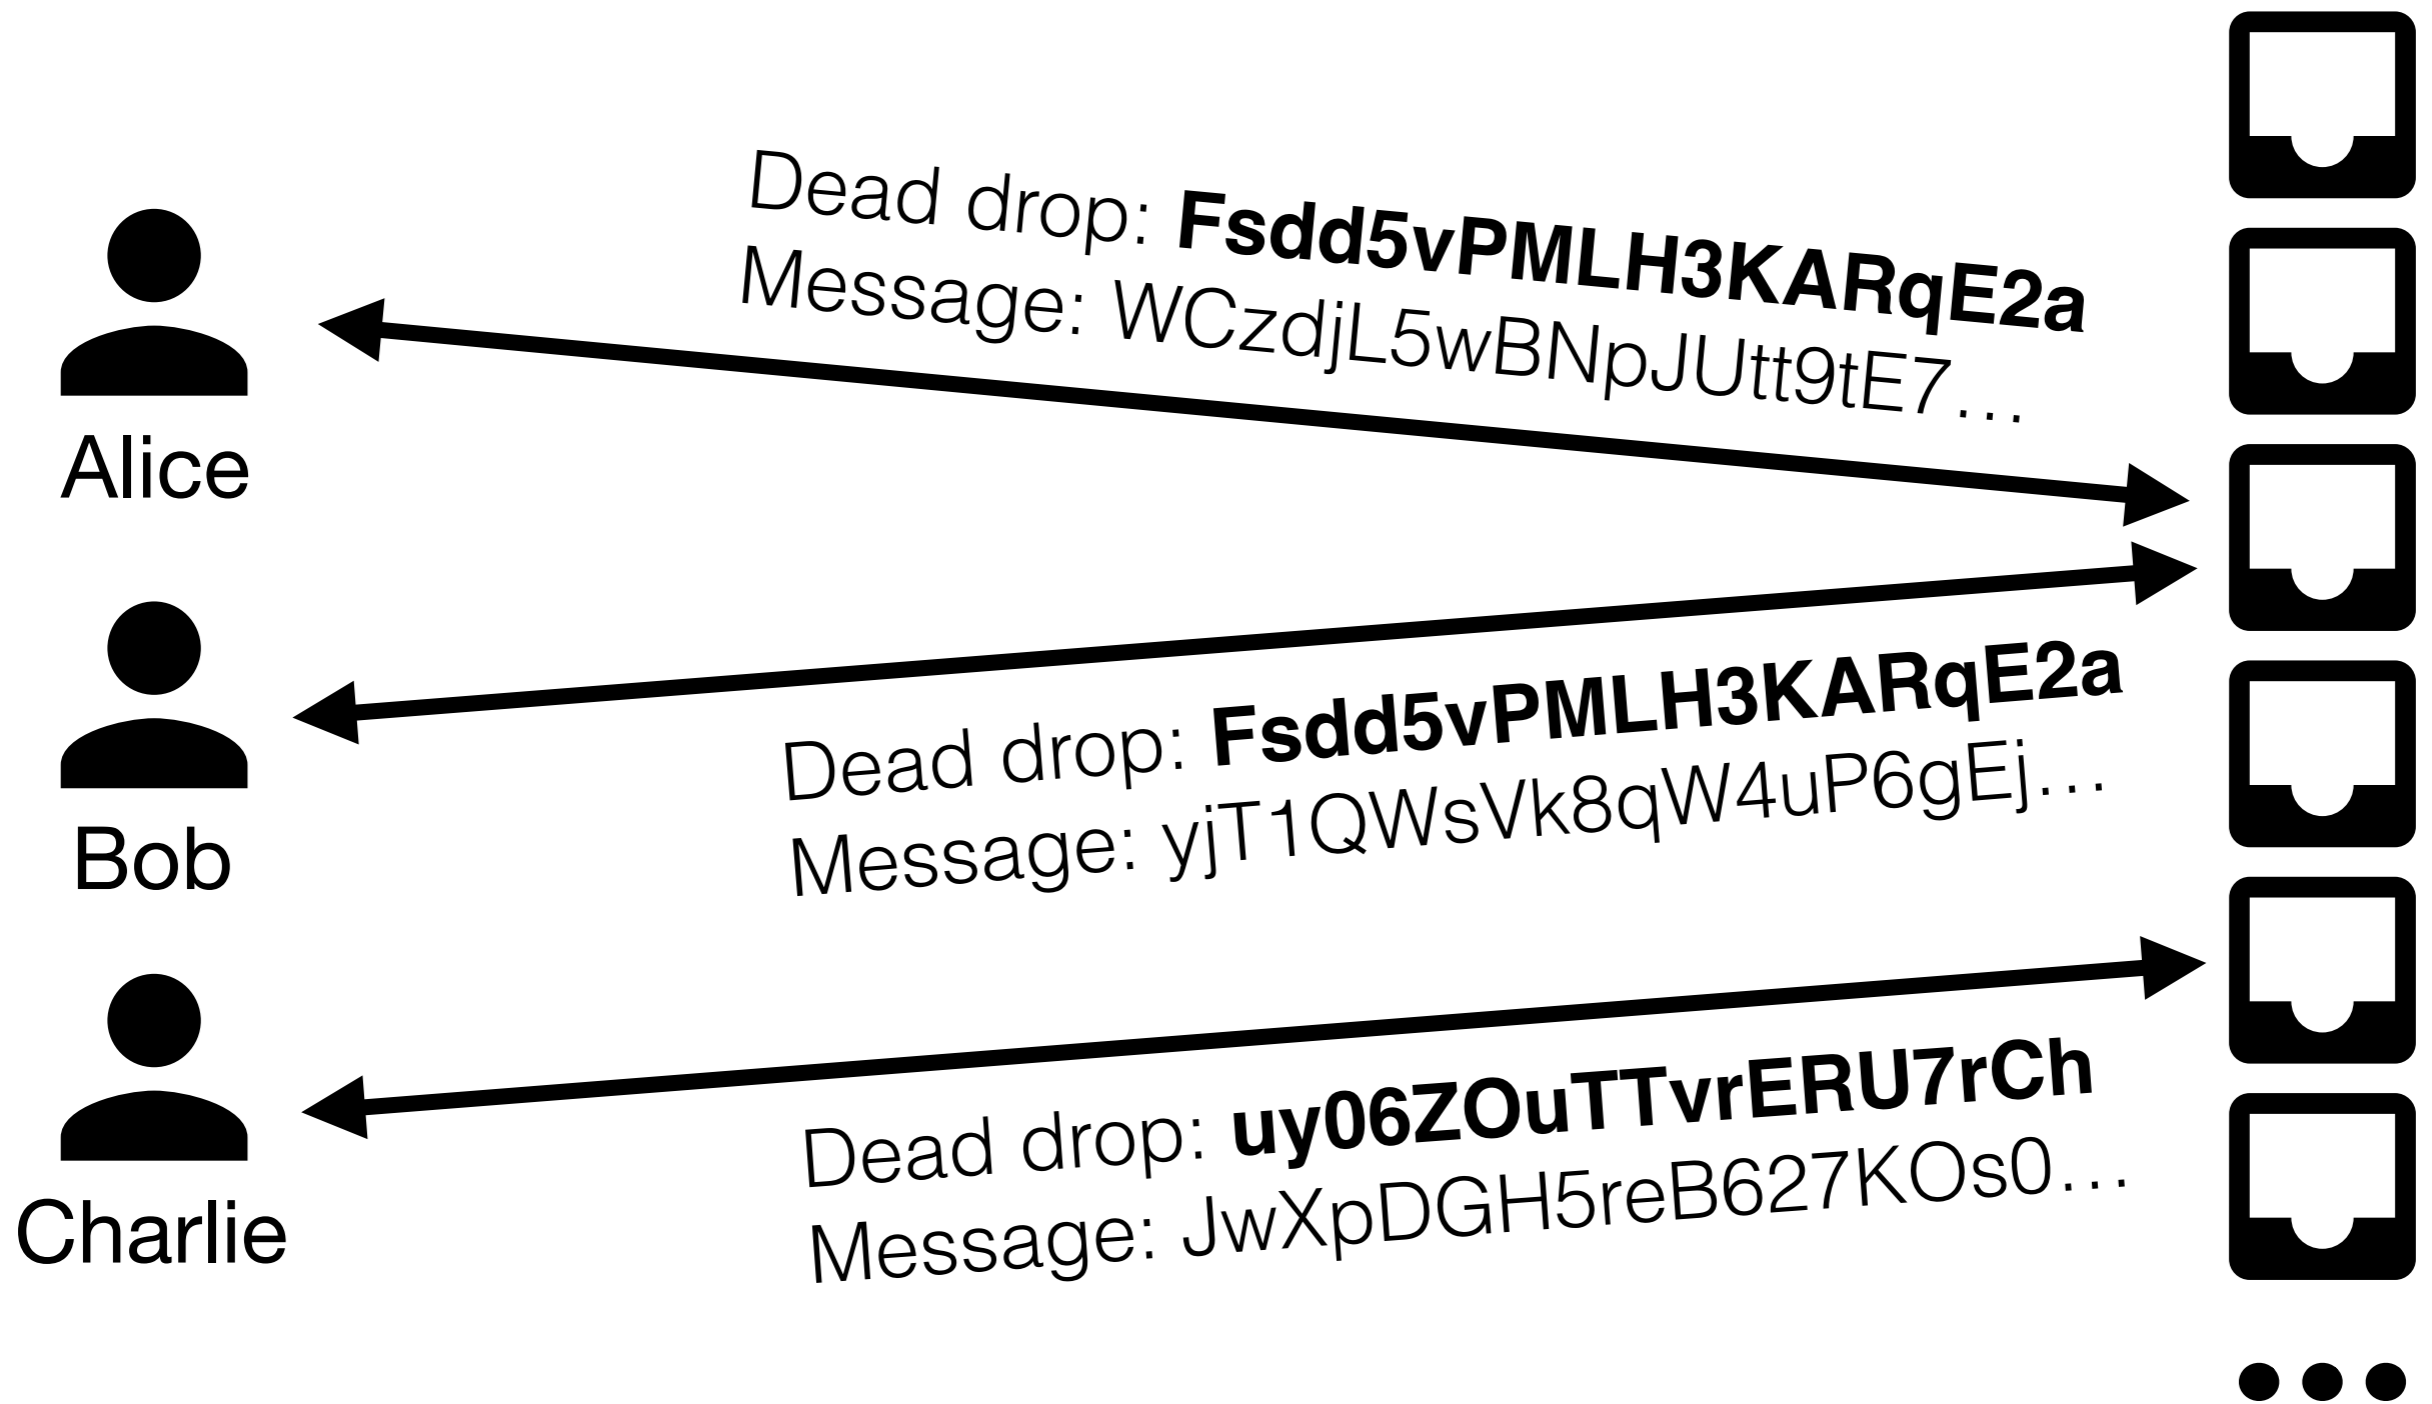 Dead drop: Fsdd5vPMLH3KARqE2a
Message: WCzdjL5wBNpJUtt9tE7…
Alice
Dead drop: Fsdd5vPMLH3KARqE2a
Message: yjT1QWsVk8qW4uP6gEj…
Bob
Dead drop: uy06ZOuTTvrERU7rCh
Message: JwXpDGH5reB627KOs0…
Charlie